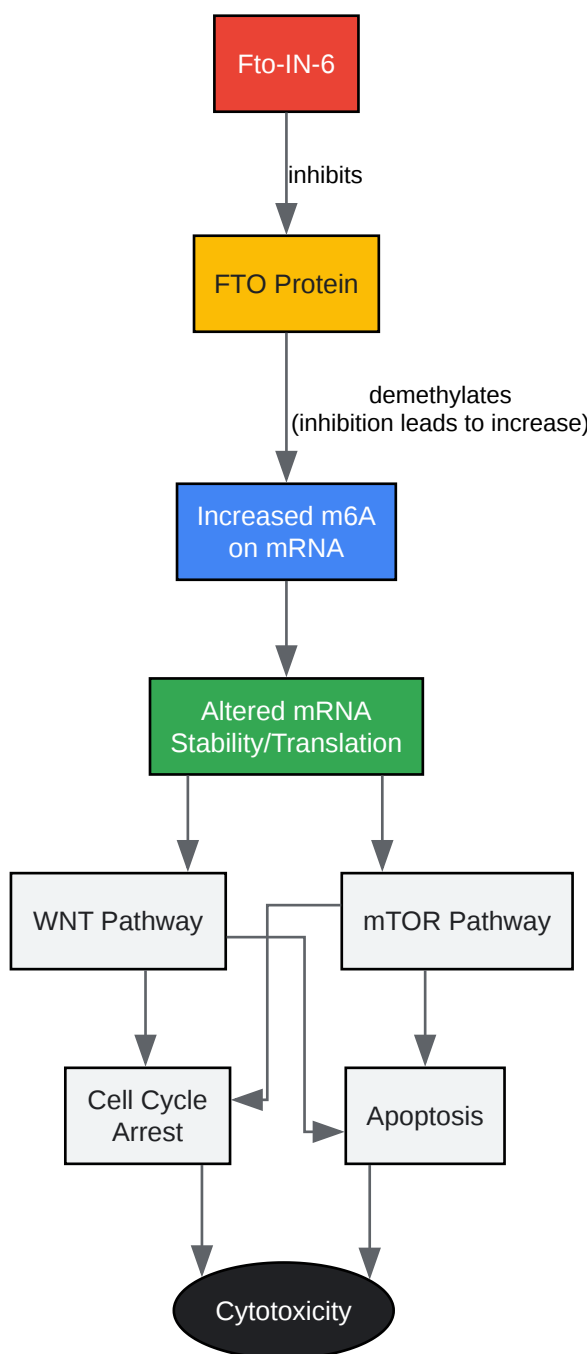 Fto-IN-6
inhibits
FTO Protein
demethylates
(inhibition leads to increase)
Increased m6A
on mRNA
Altered mRNA
Stability/Translation
WNT Pathway
mTOR Pathway
Cell Cycle
Arrest
Apoptosis
Cytotoxicity